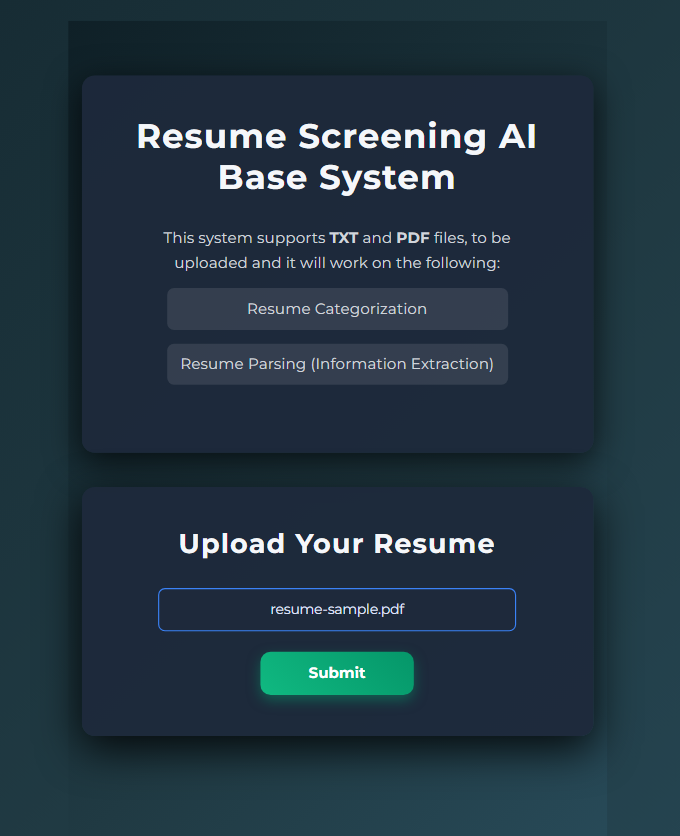 Resume Screening AI
Base System
This system supports TXT and PDF files, to be
uploaded and it will work on the following:
Resume Categorization
Resume Parsing (Information Extraction)
Upload Your Resume
resume-sample.pdf
Submit